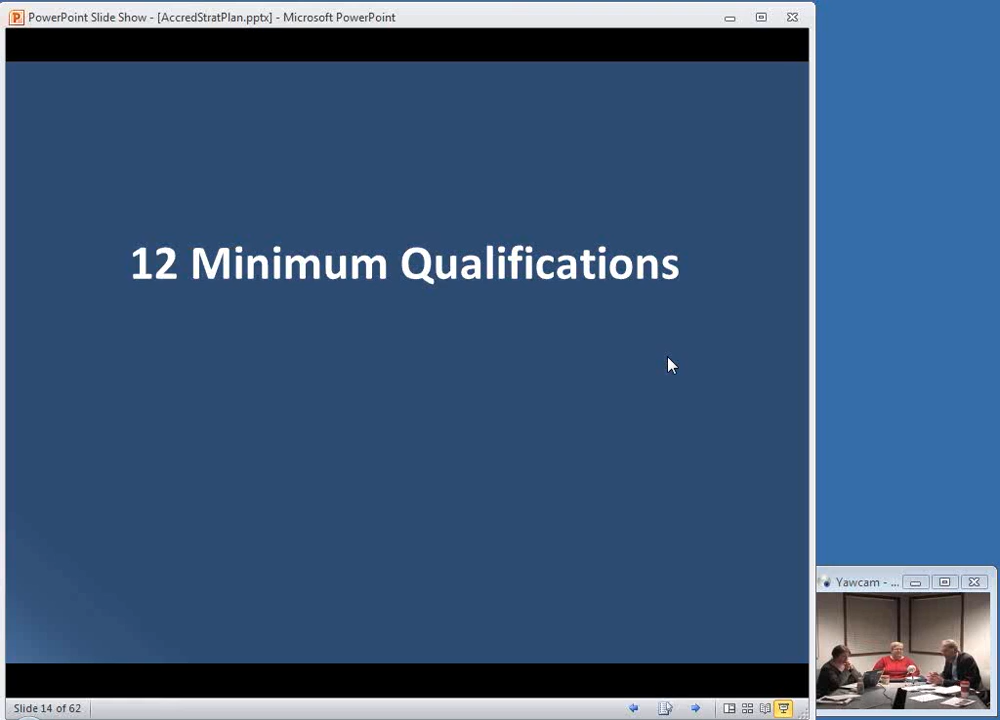 PowerPoint Slide Show - [AccredStratPlan.pptx] - Microsoft PowerPoint
12 Minimum Qualifications
Yawcam - ...
Slide 14 of 62